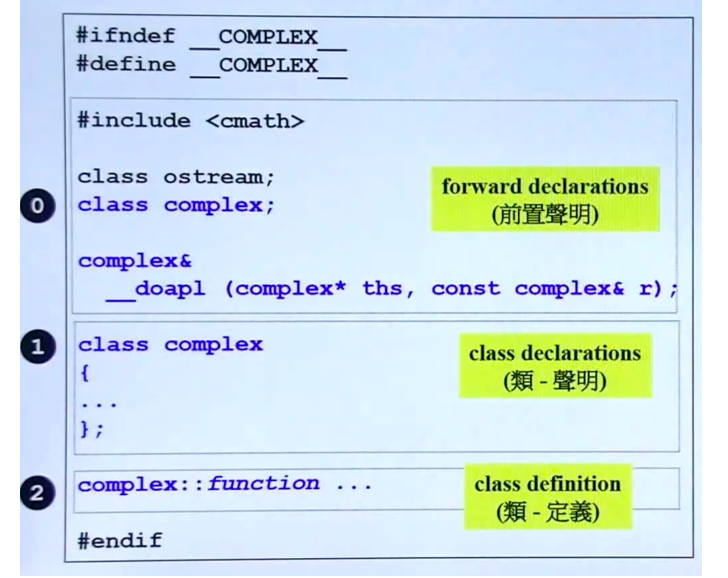 #ifndef __COMPLEX__
#define __COMPLEX__
#include <cmath>
class ostream;
0
class complex;
forward declarations
(前置聲明)
complex&
__doapl (complex* ths, const complex& r);
1
class complex
{
...
};
class declarations
(類 - 聲明)
2
complex::function ...
class definition
(類 - 定義)
#endif